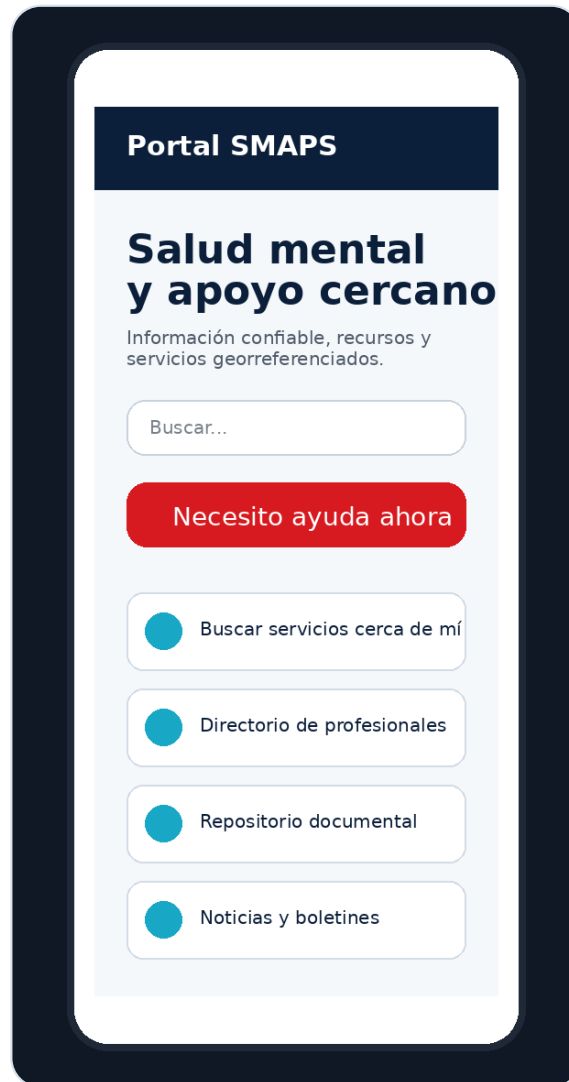 Portal SMAPS
Salud mental
y apoyo cercano
Información confiable, recursos y
servicios georreferenciados.
Buscar...
Necesito ayuda ahora
Buscar servicios cerca de mí
Directorio de profesionales
Repositorio documental
Noticias y boletines